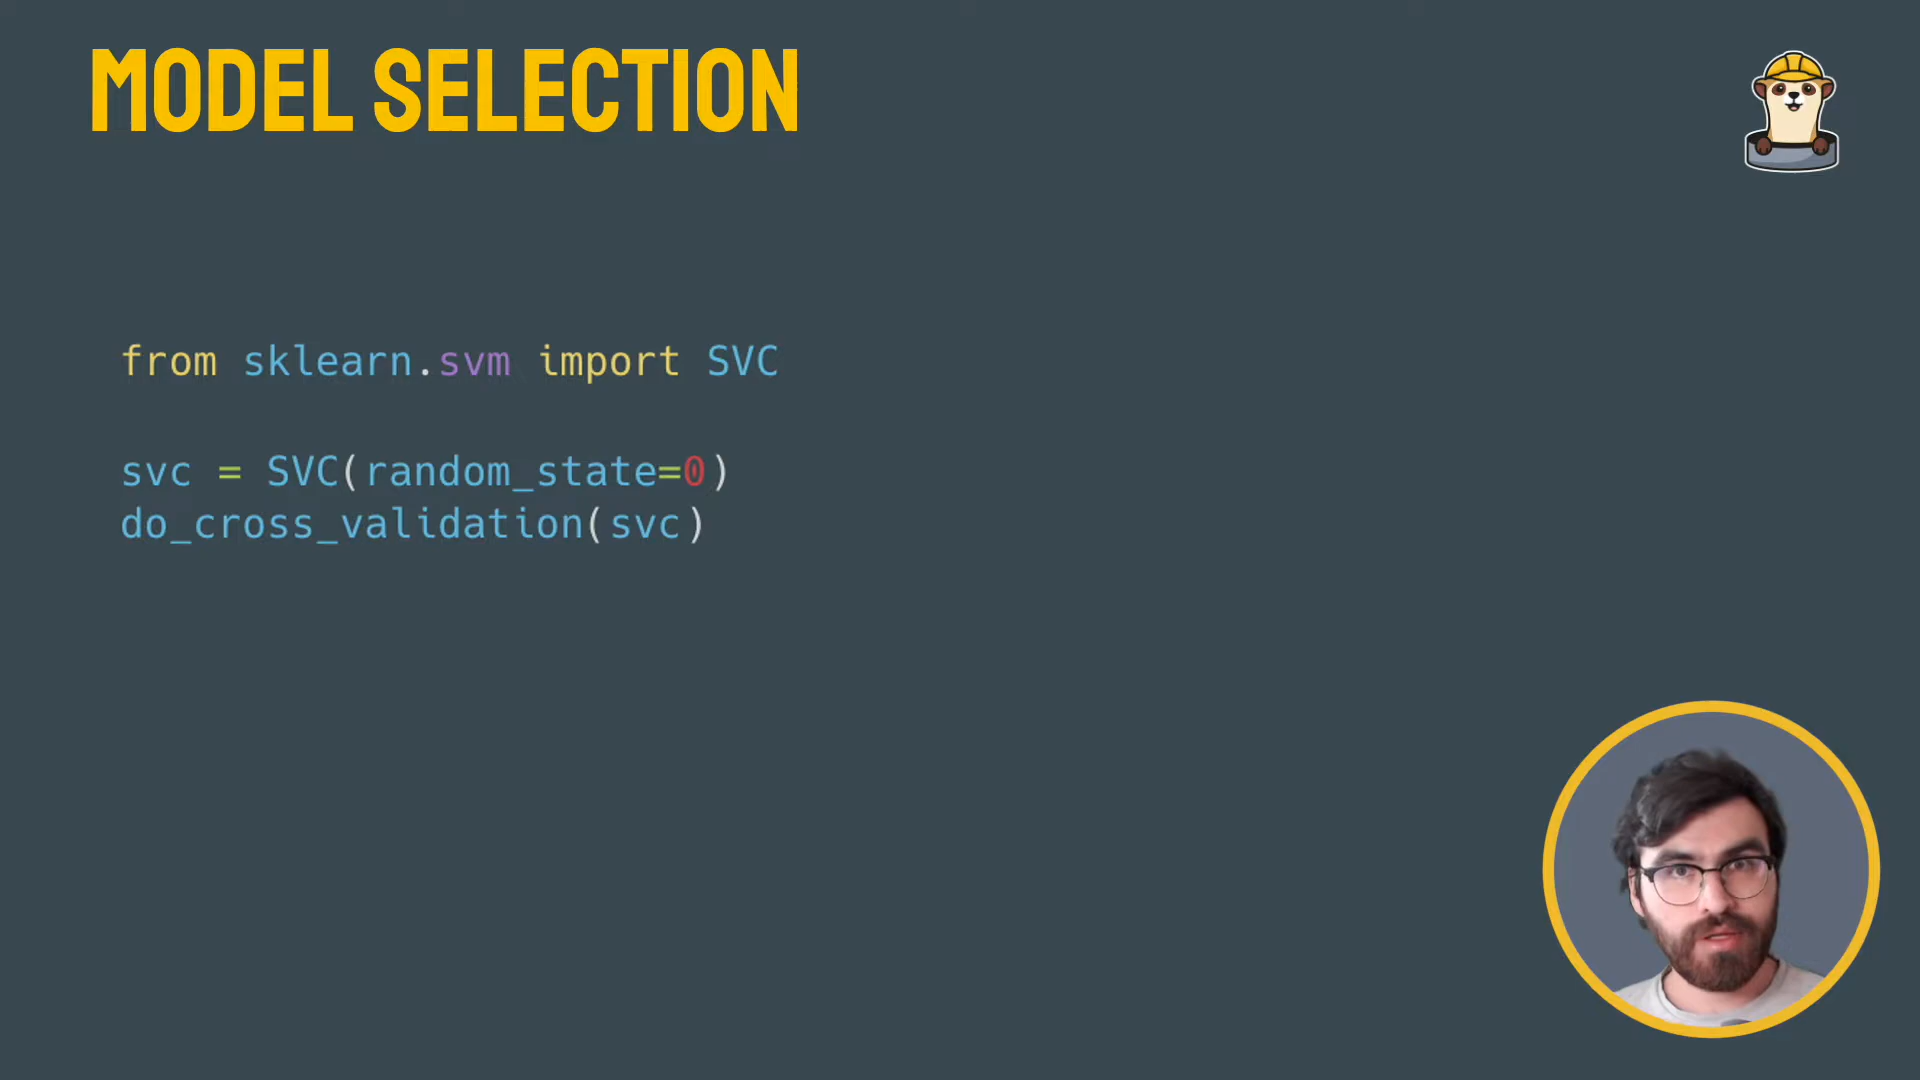 MODEL SELECTION
from sklearn.svm import SVC
svc = SVC(random_state=0)
do_cross_validation(svc)